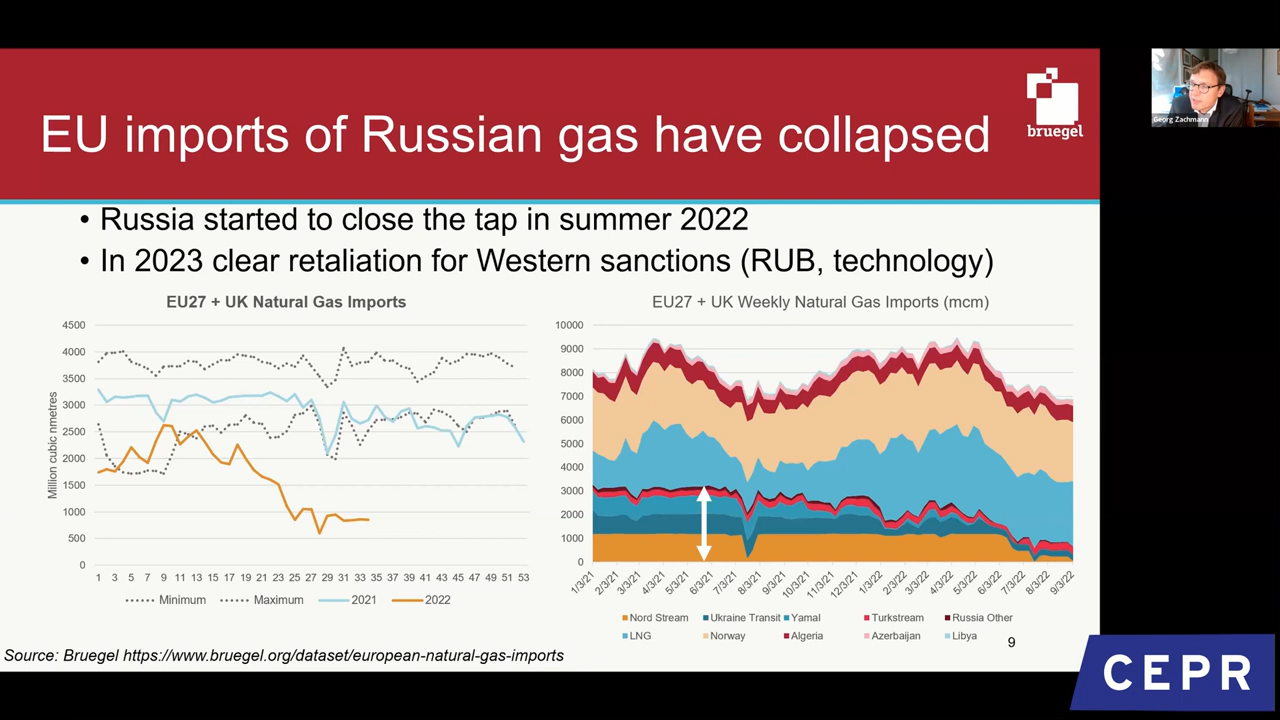 bruegel
EU imports of Russian gas have collapsed
• Russia started to close the tap in summer 2022
• In 2023 clear retaliation for Western sanctions (RUB, technology)
EU27 + UK Natural Gas Imports
Million cubic nmetres
4500
4000
3500
3000
2500
2000
1500
1000
500
0
1 3 5 7 9 11 13 15 17 19 21 23 25 27 29 31 33 35 37 39 41 43 45 47 49 51 53
Minimum Maximum 2021 2022
EU27 + UK Weekly Natural Gas Imports (mcm)
10000
9000
8000
7000
6000
5000
4000
3000
2000
1000
0
1/3/21 2/3/21 3/3/21 4/3/21 5/3/21 6/3/21 7/3/21 8/3/21 9/3/21 10/3/21 11/3/21 12/3/21 1/3/22 2/3/22 3/3/22 4/3/22 5/3/22 6/3/22 7/3/22 8/3/22 9/3/22
Nord Stream Ukraine Transit Yamal Turkstream Russia Other
LNG Norway Algeria Azerbaijan Libya
9
Source: Bruegel https://www.bruegel.org/dataset/european-natural-gas-imports
Georg Zachmann
CEPR